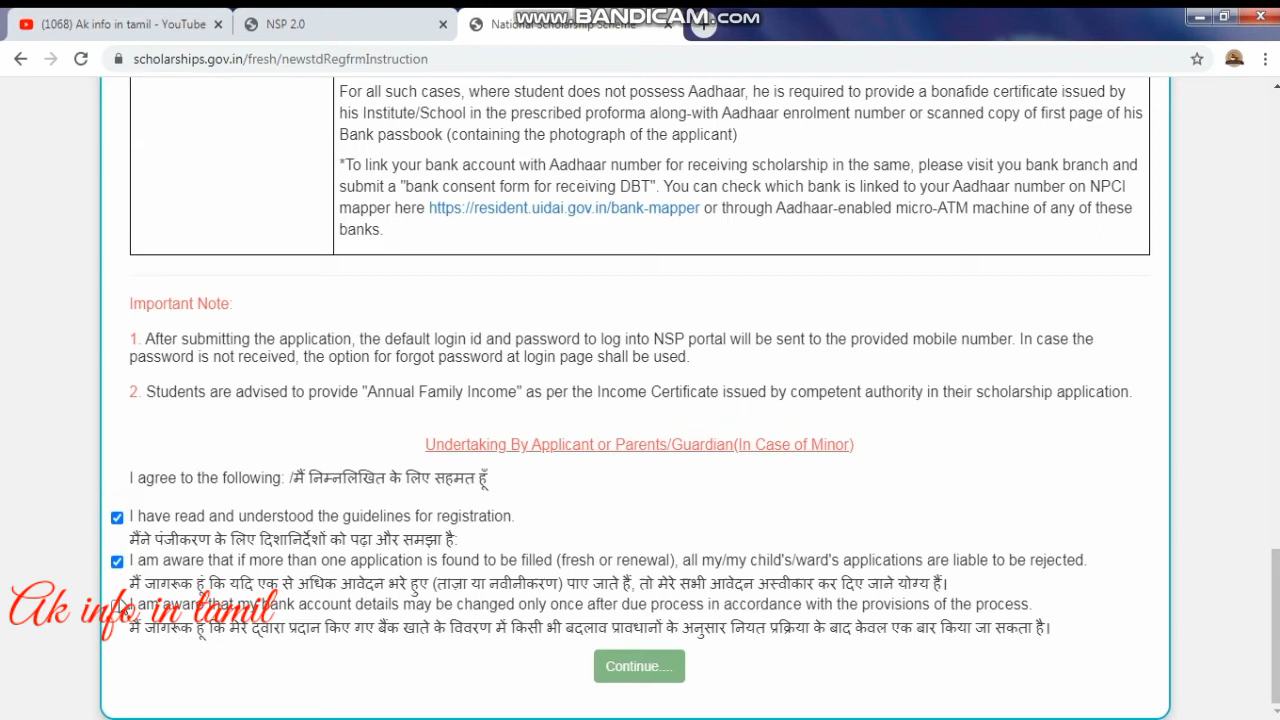 (1068) Ak info in tamil - YouTube
NSP 2.0
National Scholarship Scheme
www.BANDICAM.com
scholarships.gov.in/fresh/newstdRegfrmInstruction
For all such cases, where student does not possess Aadhaar, he is required to provide a bonafide certificate issued by
his Institute/School in the prescribed proforma along-with Aadhaar enrolment number or scanned copy of first page of his
Bank passbook (containing the photograph of the applicant)
*To link your bank account with Aadhaar number for receiving scholarship in the same, please visit you bank branch and
submit a "bank consent form for receiving DBT". You can check which bank is linked to your Aadhaar number on NPCI
mapper here https://resident.uidai.gov.in/bank-mapper or through Aadhaar-enabled micro-ATM machine of any of these
banks.
Important Note:
1. After submitting the application, the default login id and password to log into NSP portal will be sent to the provided mobile number. In case the
password is not received, the option for forgot password at login page shall be used.
2. Students are advised to provide "Annual Family Income" as per the Income Certificate issued by competent authority in their scholarship application.
Undertaking By Applicant or Parents/Guardian(In Case of Minor)
I agree to the following: /मैं निम्नलिखित के लिए सहमत हूँ
I have read and understood the guidelines for registration.
मैंने पंजीकरण के लिए दिशानिर्देशों को पढ़ा और समझा है:
I am aware that if more than one application is found to be filled (fresh or renewal), all my/my child's/ward's applications are liable to be rejected.
मैं जागरूक हूं कि यदि एक से अधिक आवेदन भरे हुए (ताज़ा या नवीनीकरण) पाए जाते हैं, तो मेरे सभी आवेदन अस्वीकार कर दिए जाने योग्य हैं।
I am aware that my bank account details may be changed only once after due process in accordance with the provisions of the process.
Ak info in tamil
मैं जागरूक हूं कि मेरे द्वारा प्रदान किए गए बैंक खाते के विवरण में किसी भी बदलाव प्रावधानों के अनुसार नियत प्रक्रिया के बाद केवल एक बार किया जा सकता है।
Continue....